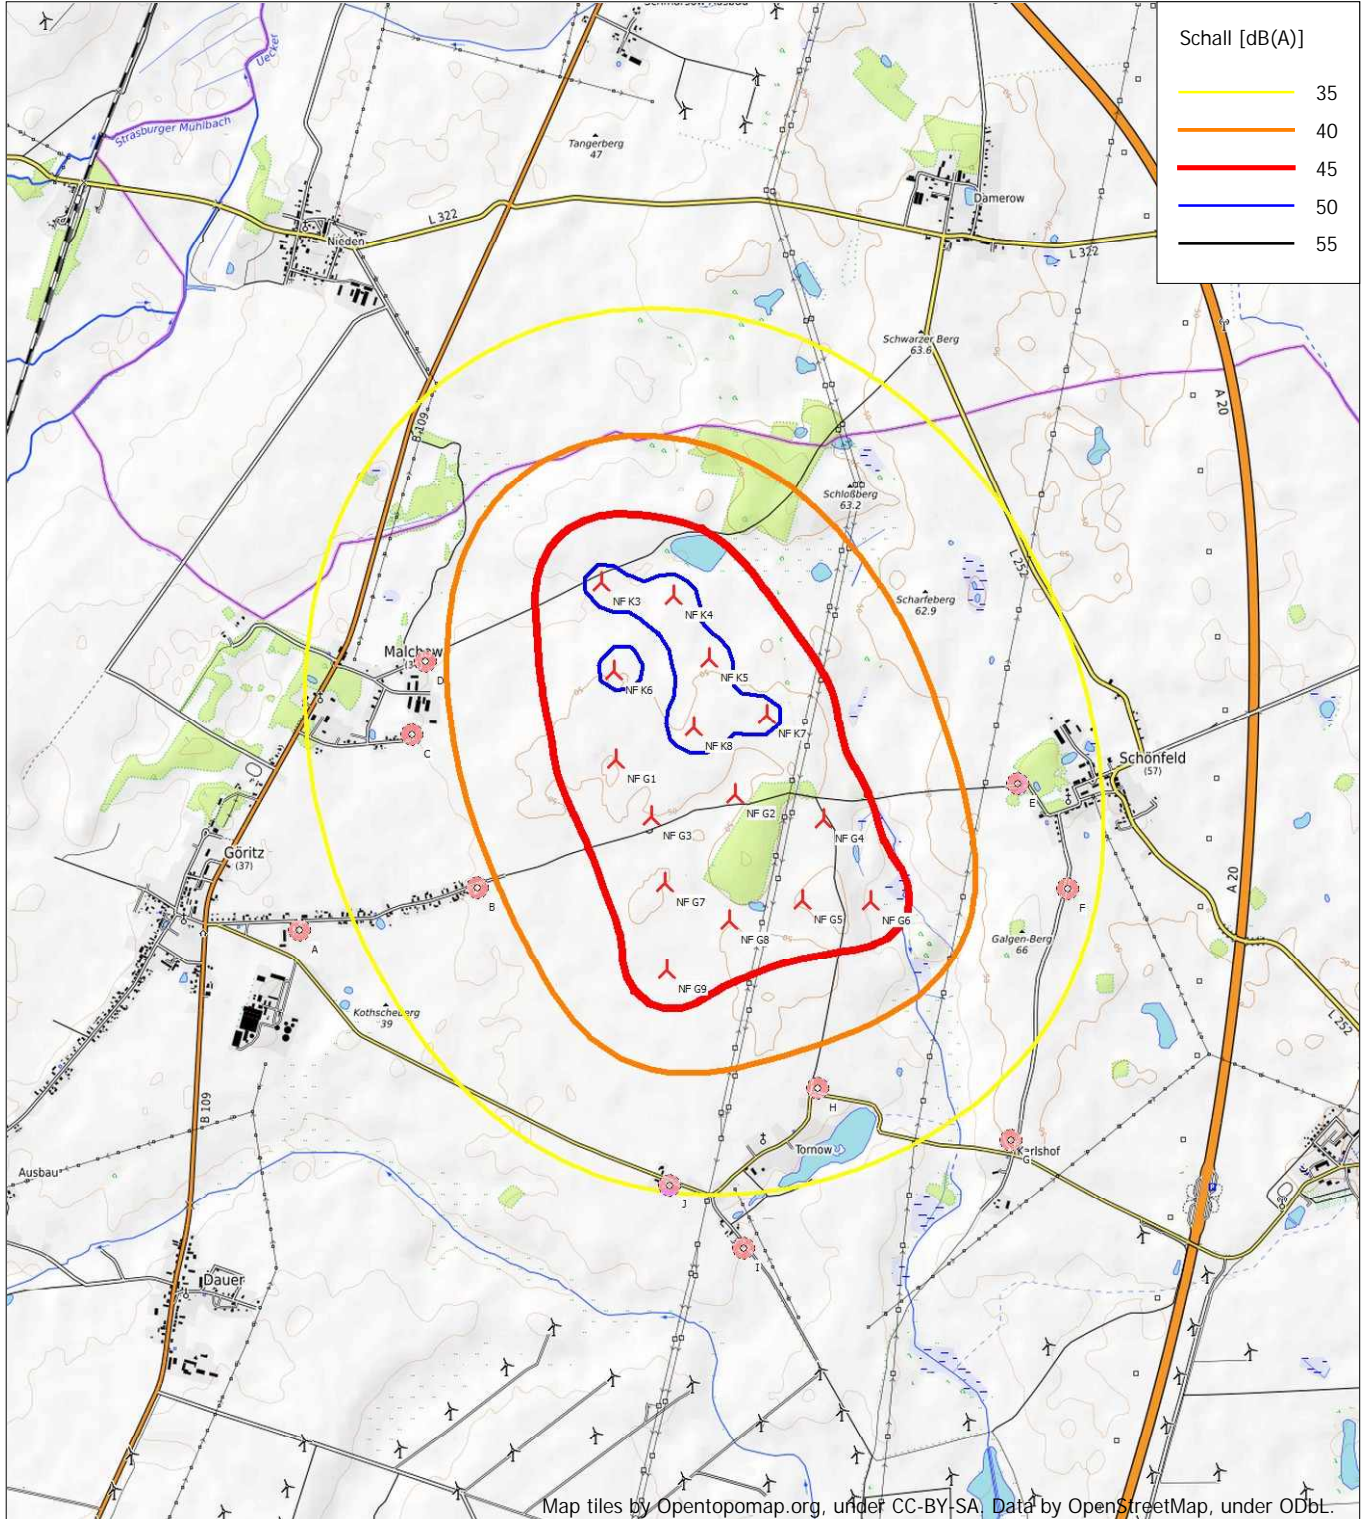 Schall [dB(A)]
35
40
45
50
55
Uecker
Strasburger Mühlbach
Tangerberg
47
Damerow
L 322
Nieden
L 322
Schwarzer Berg
63.6
A 20
B 109
Schloßberg
63.2
L 252
Scharfeberg
62.9
NF K3
NF K4
Malchow
D
NF K5
NF K6
NF K7
NF K8
C
NF G1
Schönfeld
(57)
E
NF G2
NF G3
NF G4
Göritz
(37)
A 20
B
NF G7
F
NF G5
NF G6
A
NF G8
Galgen-Berg
66
NF G9
Kothscheberg
39
L 252
B 109
H
Tornow
Karlshof
G
Ausbau
J
I
Dauer
Map tiles by Opentopomap.org, under CC-BY-SA. Data by OpenStreetMap, under ODbL.